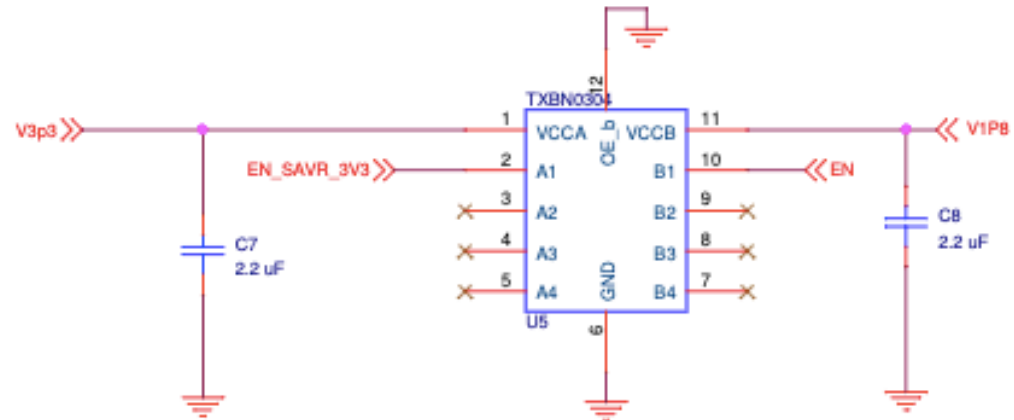 12
TXBN0304
V3p3
1
VCCA
OE_b
VCCB
11
V1P8
EN_SAVR_3V3
2
A1
B1
10
EN
3
A2
B2
9
C7
2.2 uF
4
A3
B3
8
C8
2.2 uF
5
A4
GND
B4
7
U5
6